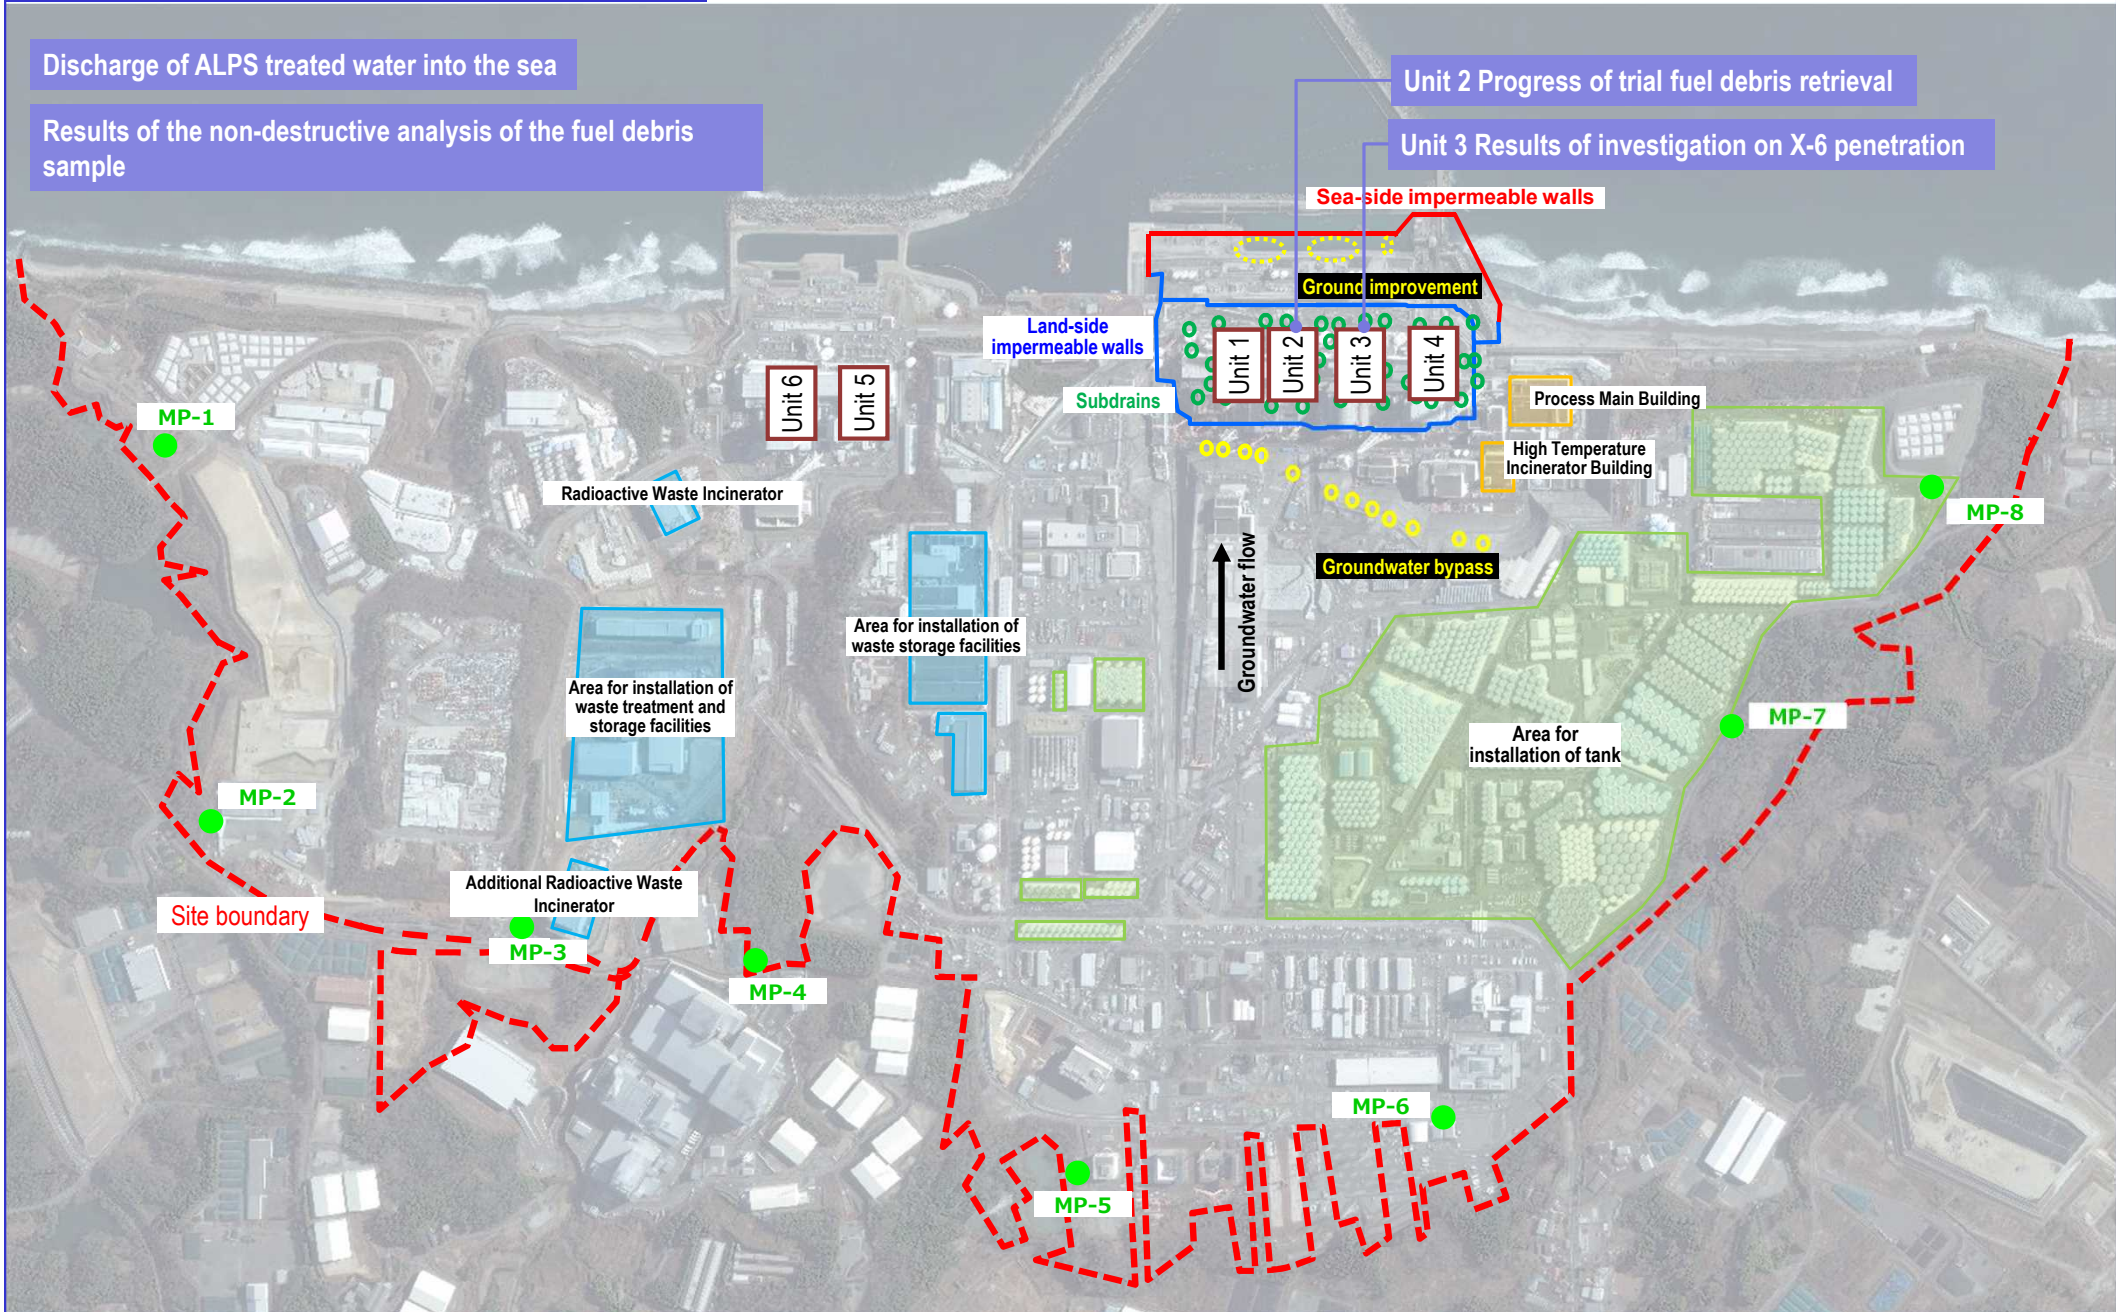 Discharge of ALPS treated water into the sea
Results of the non-destructive analysis of the fuel debris
sample
Unit 2 Progress of trial fuel debris retrieval
Unit 3 Results of investigation on X-6 penetration
Sea-side impermeable walls
Ground improvement
Land-side
impermeable walls
Unit 1
Unit 2
Unit 3
Unit 4
Unit 6
Unit 5
Subdrains
Process Main Building
MP-1
High Temperature
Incinerator Building
Radioactive Waste Incinerator
MP-8
Groundwater bypass
Groundwater flow
Area for installation of
waste storage facilities
Area for installation of
waste treatment and
storage facilities
MP-7
Area for
installation of tank
MP-2
Additional Radioactive Waste
Incinerator
Site boundary
MP-3
MP-4
MP-6
MP-5